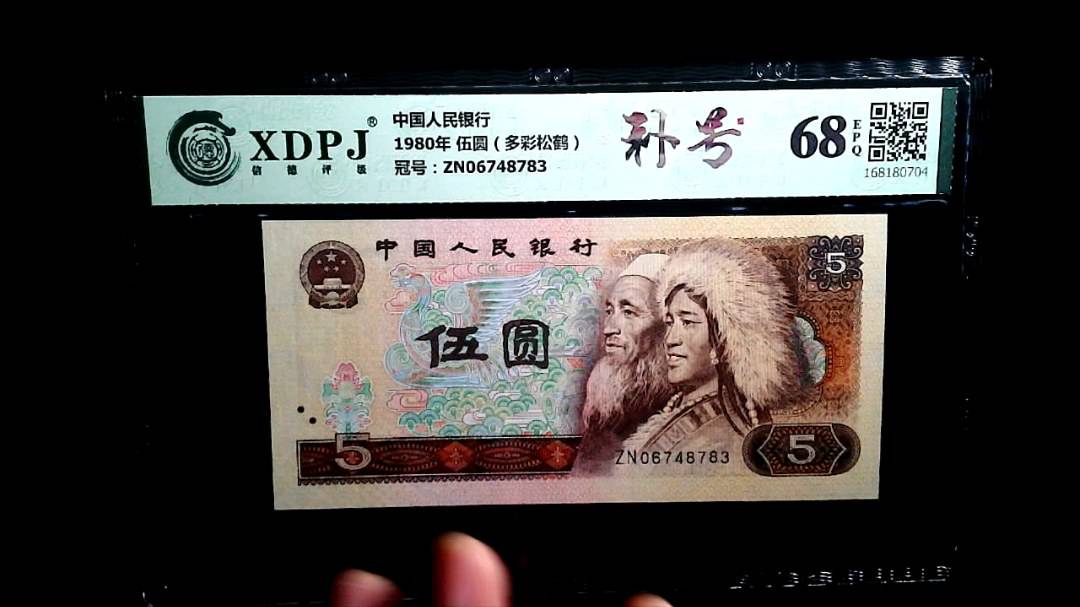 XDPJ®
信德评级
中国人民银行
1980年 伍圆（多彩松鹤）
冠号：ZN06748783
补号
68
EPQ
168180704
中国人民银行
5
伍圆
5
ZN06748783
5